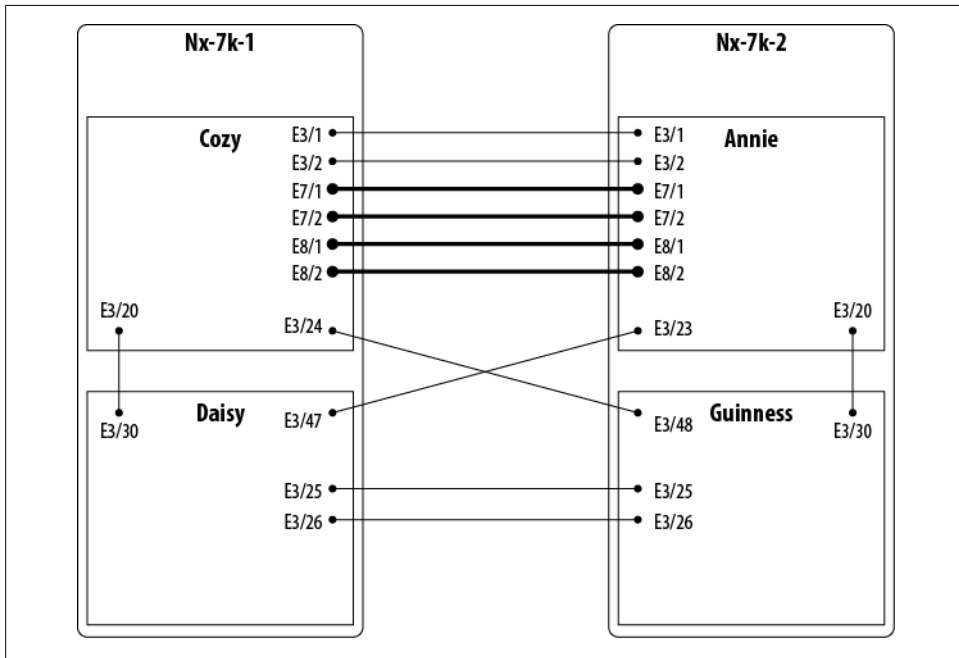 Nx-7k-1
Nx-7k-2
Cozy
E3/1
E3/2
E7/1
E7/2
E8/1
E8/2
E3/20
E3/24
E3/1
E3/2
E7/1
E7/2
E8/1
E8/2
Annie
E3/23
E3/20
Daisy
E3/30
E3/47
E3/25
E3/26
Guinness
E3/48
E3/30
E3/25
E3/26